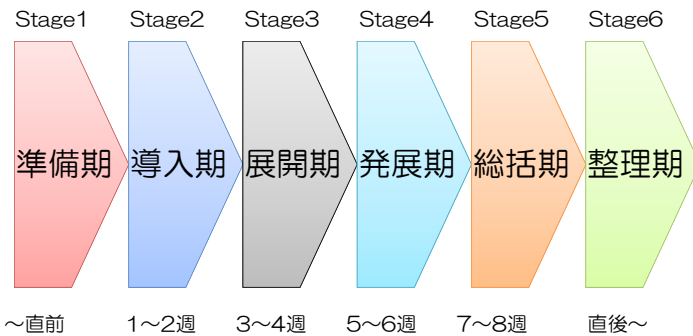 Stage1 Stage2 Stage3 Stage4 Stage5 Stage6
準備期 導入期 展開期 発展期 総括期 整理期
～直前 1～2週 3～4週 5～6週 7～8週 直後～